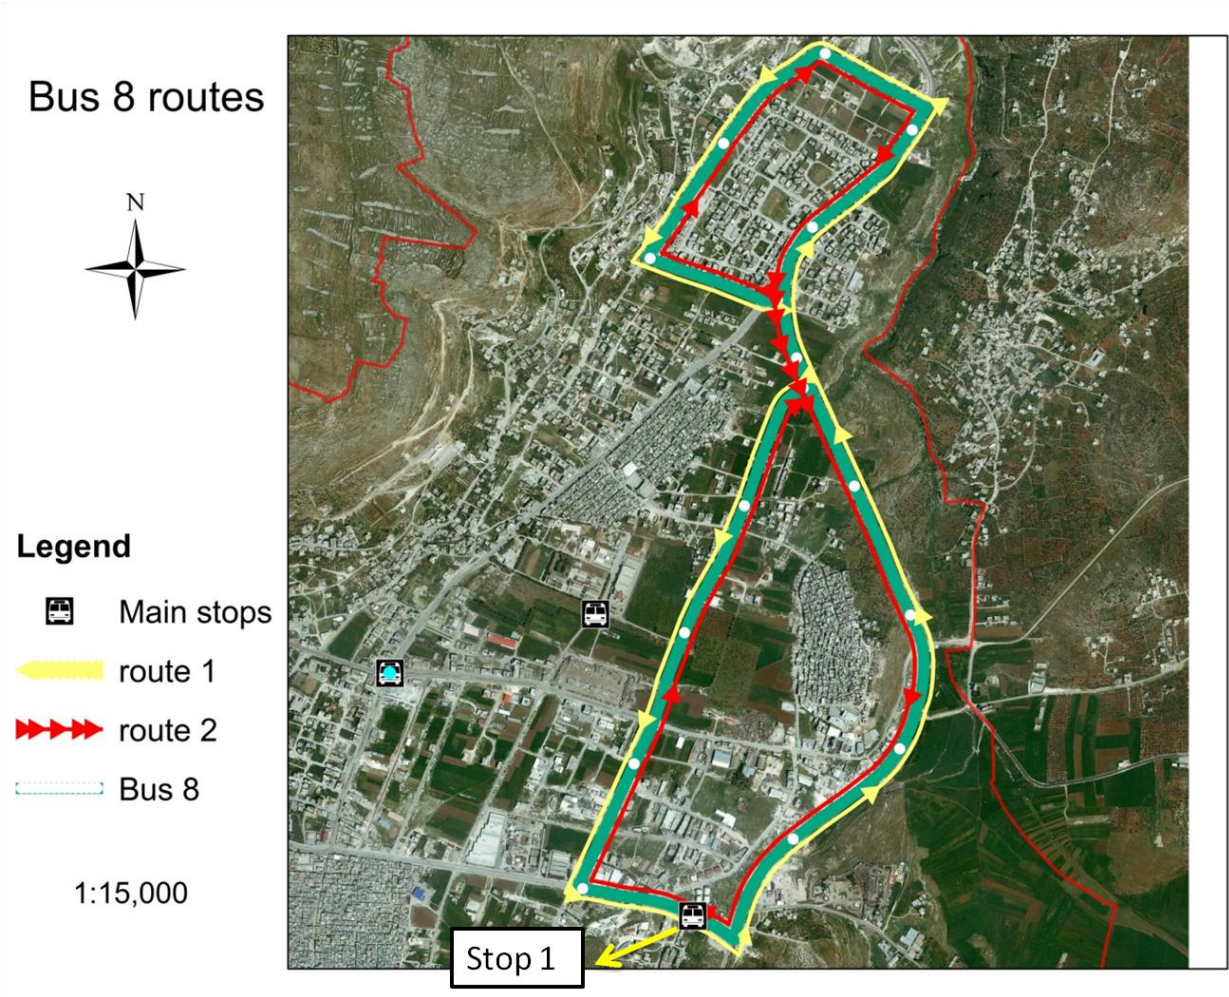 Bus 8 routes
N
Legend
Main stops
route 1
route 2
Bus 8
1:15,000
Stop 1